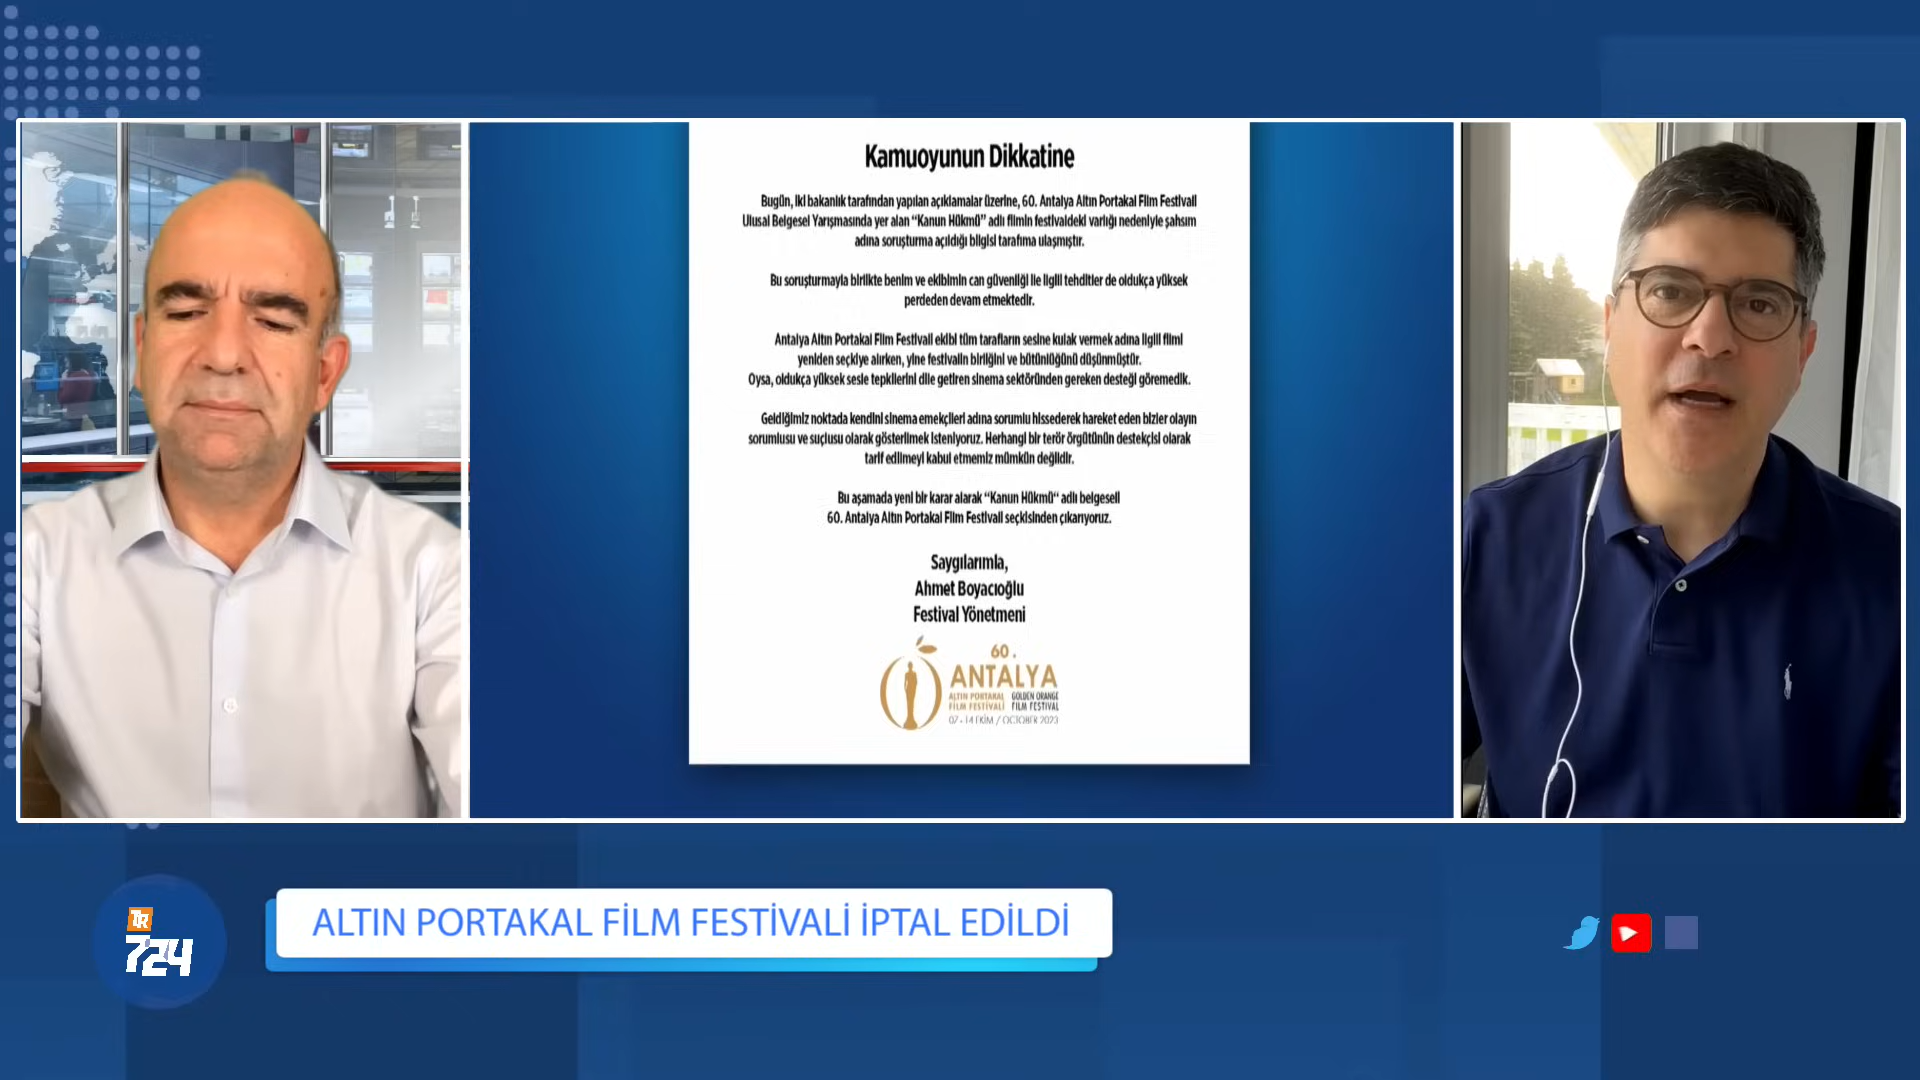 Kamuoyunun Dikkatine
Bugün, iki bakanlık tarafından yapılan açıklamalar üzerine, 60. Antalya Altın Portakal Film Festivali
Ulusal Belgesel Yarışmasında yer alan “Kanun Hükmü” adlı filmin festivaldeki varlığı nedeniyle şahsım
adına soruşturma açıldığı bilgisi tarafıma ulaşmıştır.
Bu soruşturmayla birlikte benim ve ekibimin can güvenliği ile ilgili tehditler de oldukça yüksek
perdeden devam etmektedir.
Antalya Altın Portakal Film Festivali ekibi tüm tarafların sesine kulak vermek adına ilgili filmi
yeniden seçkiye alırken, yine festivalin birliğini ve bütünlüğünü düşünmüştür.
Oysa, oldukça yüksek sesle tepkilerini dile getiren sinema sektöründen gereken desteği göremedik.
Geldiğimiz noktada kendini sinema emekçileri adına sorumlu hissederek hareket eden bizler olayın
sorumlusu ve suçlusu olarak gösterilmek isteniyoruz. Herhangi bir terör örgütünün destekçisi olarak
tarif edilmeyi kabul etmemiz mümkün değildir.
Bu aşamada yeni bir karar alarak “Kanun Hükmü“ adlı belgeseli
60. Antalya Altın Portakal Film Festivali seçkisinden çıkarıyoruz.
Saygılarımla,
Ahmet Boyacıoğlu
Festival Yönetmeni
60.
ANTALYA
ALTIN PORTAKAL GOLDEN ORANGE
FİLM FESTİVALİ FILM FESTIVAL
07 - 14 EKİM / OCTOBER 2023
TR
724
ALTIN PORTAKAL FİLM FESTİVALİ İPTAL EDİLDİ